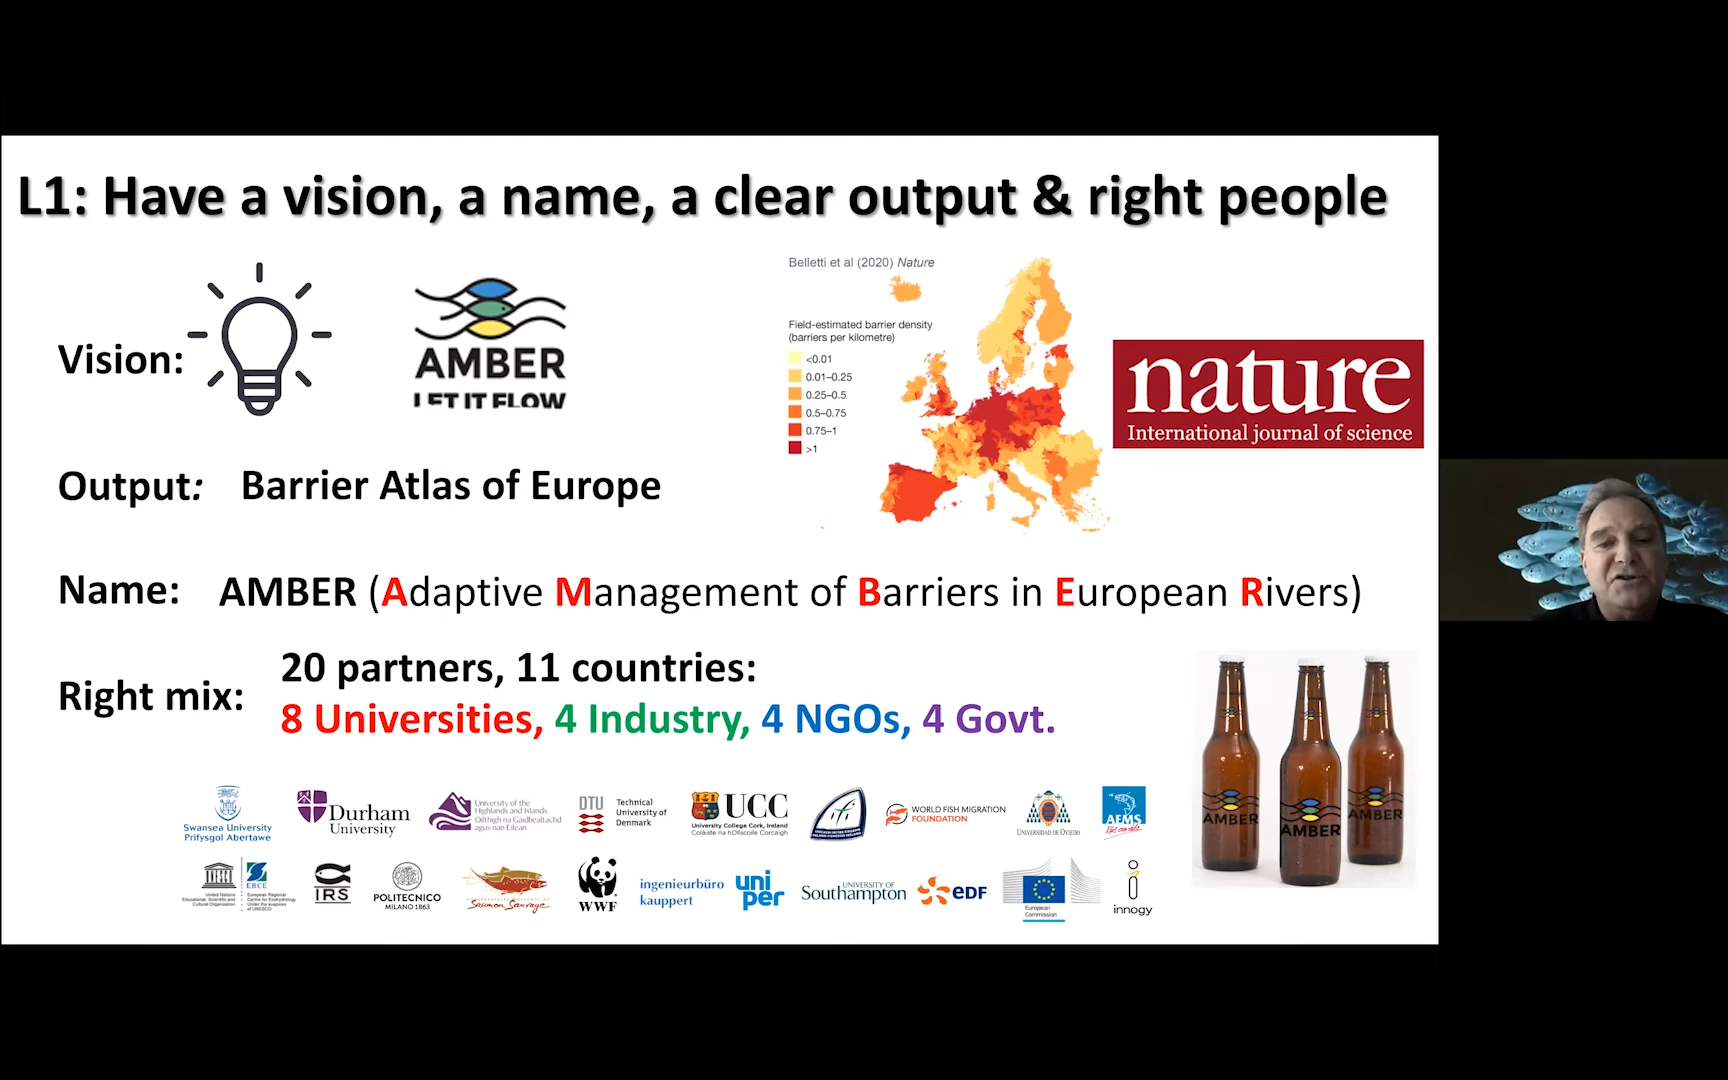 L1: Have a vision, a name, a clear output & right people
Vision:
AMBER
LET IT FLOW
Belletti et al (2020) Nature
Field-estimated barrier density
(barriers per kilometre)
<0.01
0.01–0.25
0.25–0.5
0.5–0.75
0.75–1
>1
nature
International journal of science
Output: Barrier Atlas of Europe
Name: AMBER (Adaptive Management of Barriers in European Rivers)
Right mix:
20 partners, 11 countries:
8 Universities, 4 Industry, 4 NGOs, 4 Govt.
AMBER
AMBER
AMBER
Swansea University
Prifysgol Abertawe
Durham
University
University of the
Highlands and Islands
Oilthigh na Gàidhealtachd
agus nan Eilean
DTU
Technical
University of
Denmark
UCC
University College Cork, Ireland
Coláiste na hOllscoile Corcaigh
WORLD FISH MIGRATION
FOUNDATION
UNIVERSIDAD DE OVIEDO
AEMS
UNESCO
ERCE
United Nations
Educational, Scientific and
Cultural Organization
European Regional
Centre for Ecohydrology
Under the auspices
of UNESCO
IRS
POLITECNICO
MILANO 1863
Saumon Sauvage
WWF
ingenieurbüro
kauppert
uni
per
UNIVERSITY OF
Southampton
eDF
European
Commission
innogy